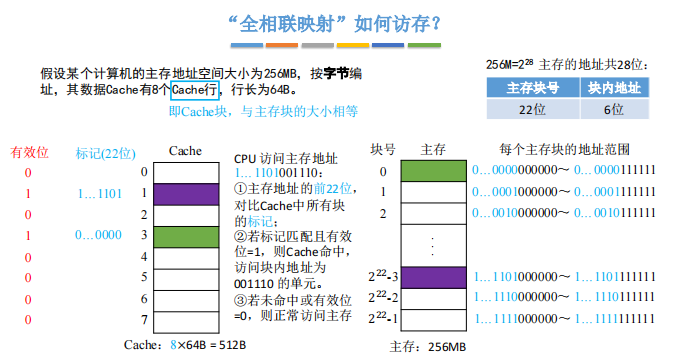 “全相联映射”如何访存？
假设某个计算机的主存地址空间大小为256MB，按字节编
址，其数据Cache有8个Cache行，行长为64B。
即Cache块，与主存块的大小相等
256M=2²⁸ 主存的地址共28位：
主存块号 块内地址
22位 6位
有效位 标记(22位) Cache
0 0
1 1…1101 1
0 2
1 0…0000 3
0 4
0 5
0 6
0 7
Cache：8×64B = 512B
CPU 访问主存地址
1…1101001110：
①主存地址的前22位，
对比Cache中所有块
的标记；
②若标记匹配且有效
位=1，则Cache命中，
访问块内地址为
001110 的单元。
③若未命中或有效位
=0，则正常访问主存
块号 主存 每个主存块的地址范围
0 0…0000000000～ 0…0000111111
1 0…0001000000～ 0…0001111111
2 0…0010000000～ 0…0010111111
...
2²²-3 1…1101000000～ 1…1101111111
2²²-2 1…1110000000～ 1…1110111111
2²²-1 1…1111000000～ 1…1111111111
主存：256MB